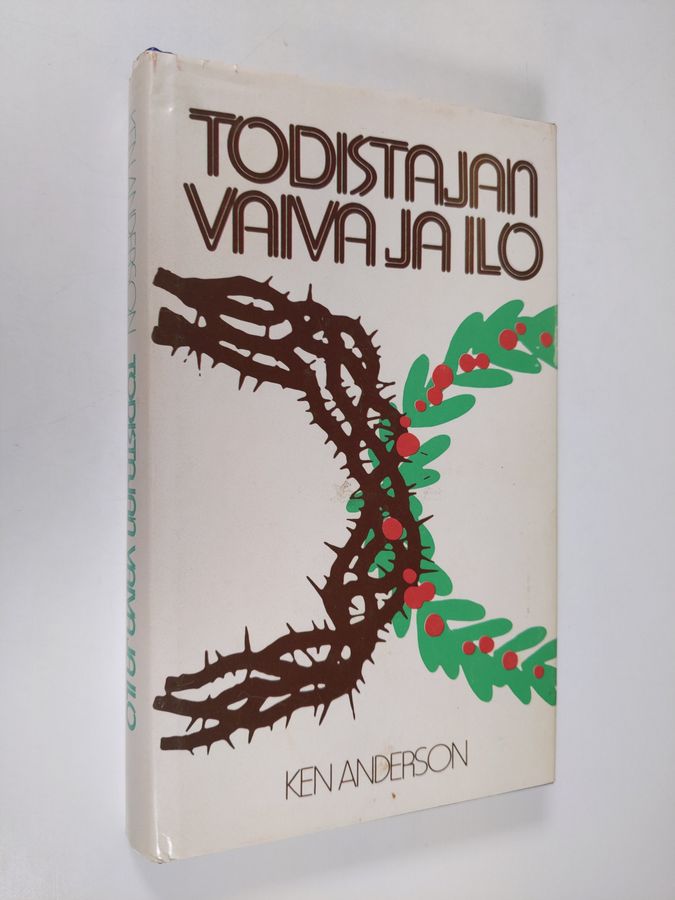 TODISTAJAN
VAIVA JA ILO
KEN ANDERSON
KEN ANDERSON TODISTAJAN VAIVA JA ILO